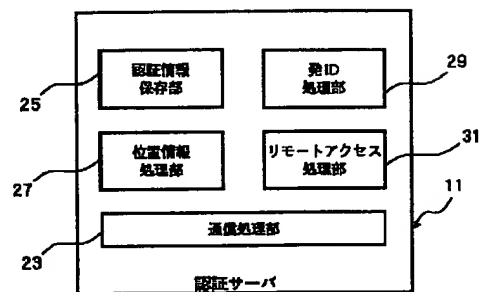 認証情報
保存部
25
発ID
処理部
29
位置情報
処理部
27
リモートアクセス
処理部
31
11
通信処理部
23
認証サーバ